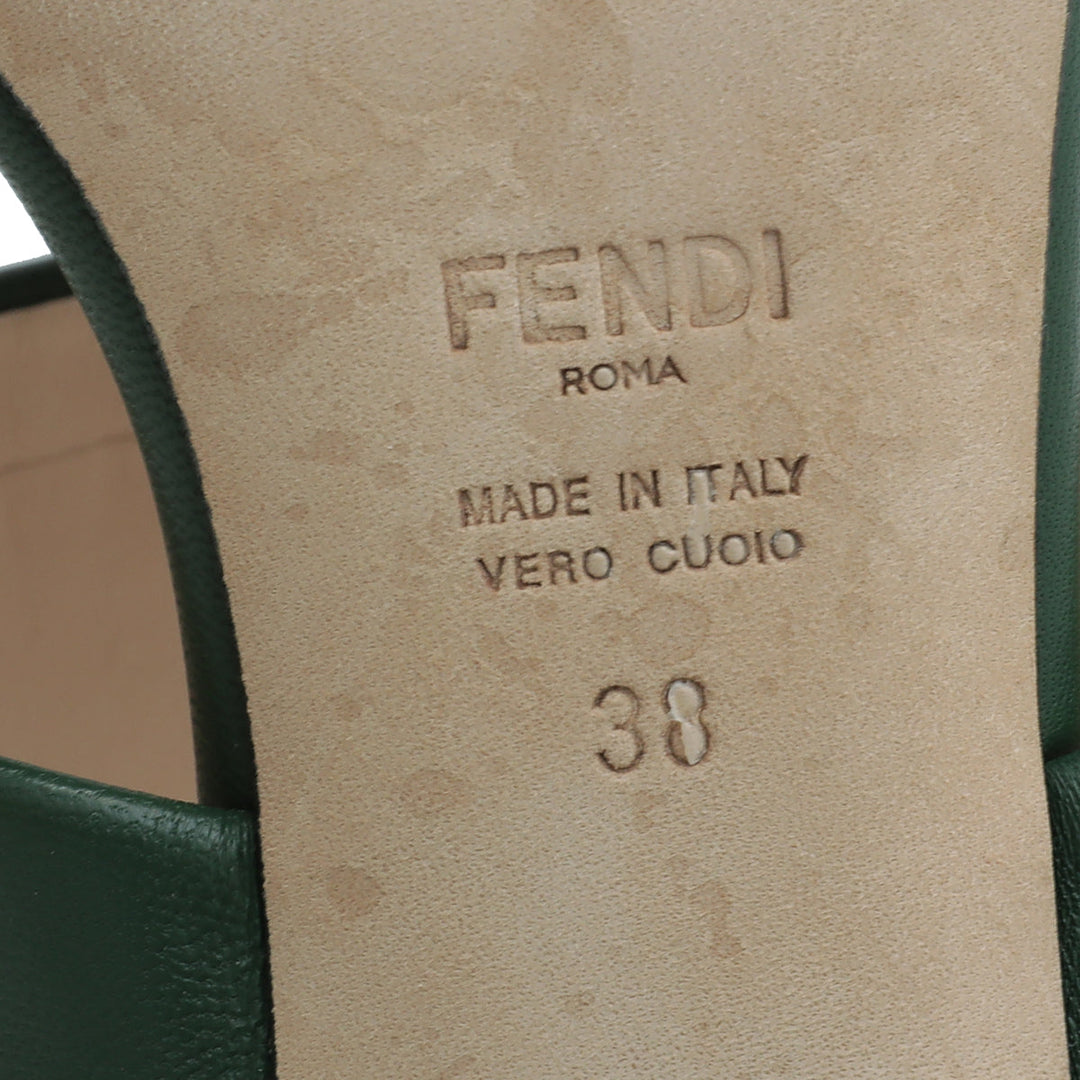 FENDI
ROMA
MADE IN ITALY
VERO CUOIO
38